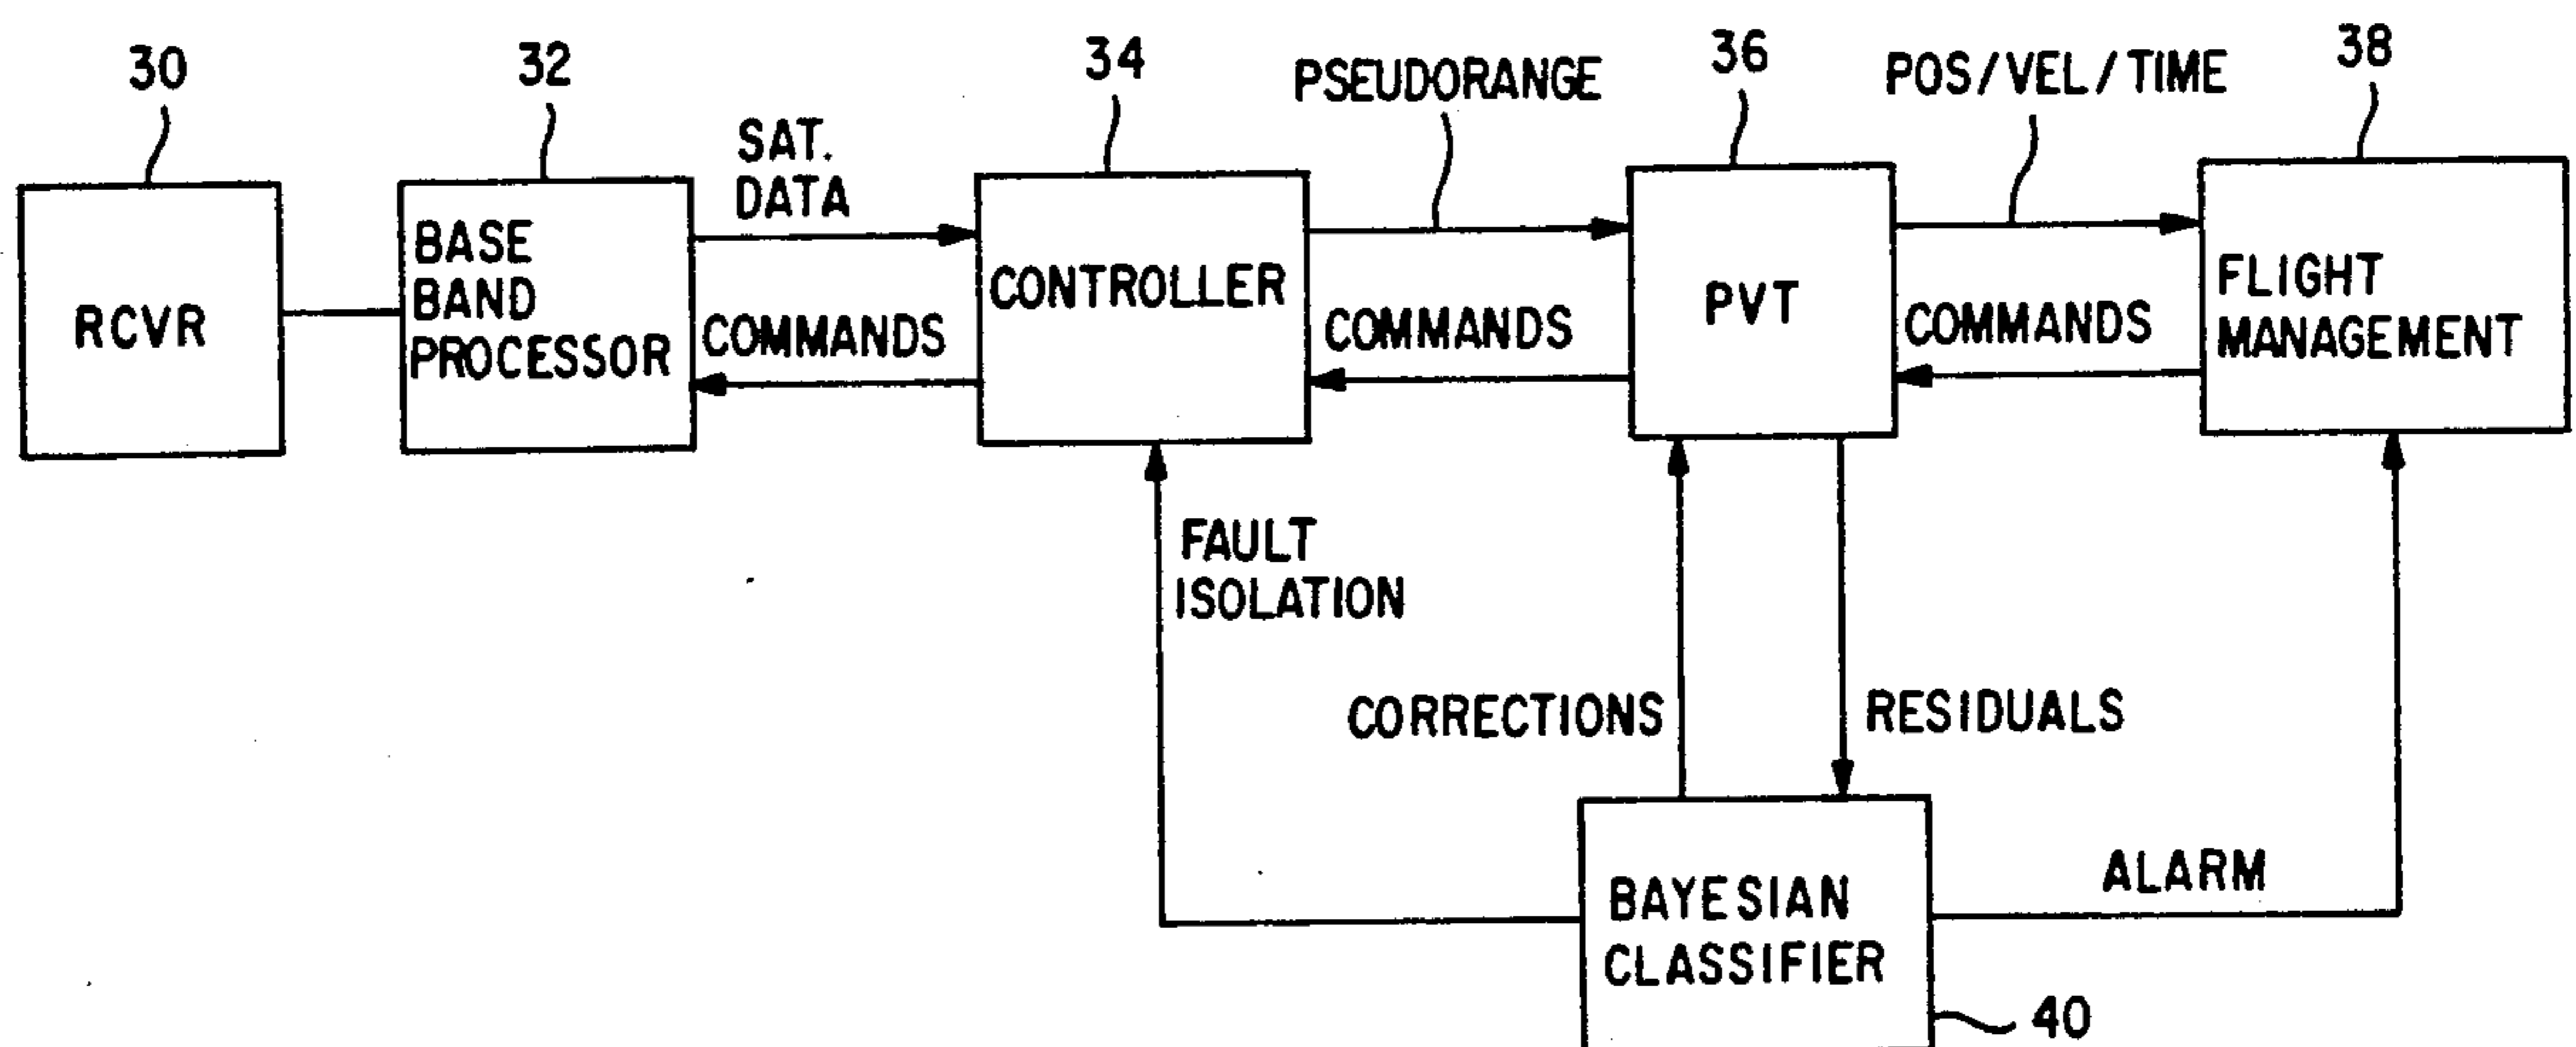 30
32
34
PSEUDORANGE
36
POS/VEL/TIME
38
SAT.
DATA
RCVR
BASE
BAND
PROCESSOR
COMMANDS
CONTROLLER
COMMANDS
PVT
COMMANDS
FLIGHT
MANAGEMENT
FAULT
ISOLATION
CORRECTIONS
RESIDUALS
BAYESIAN
CLASSIFIER
ALARM
40